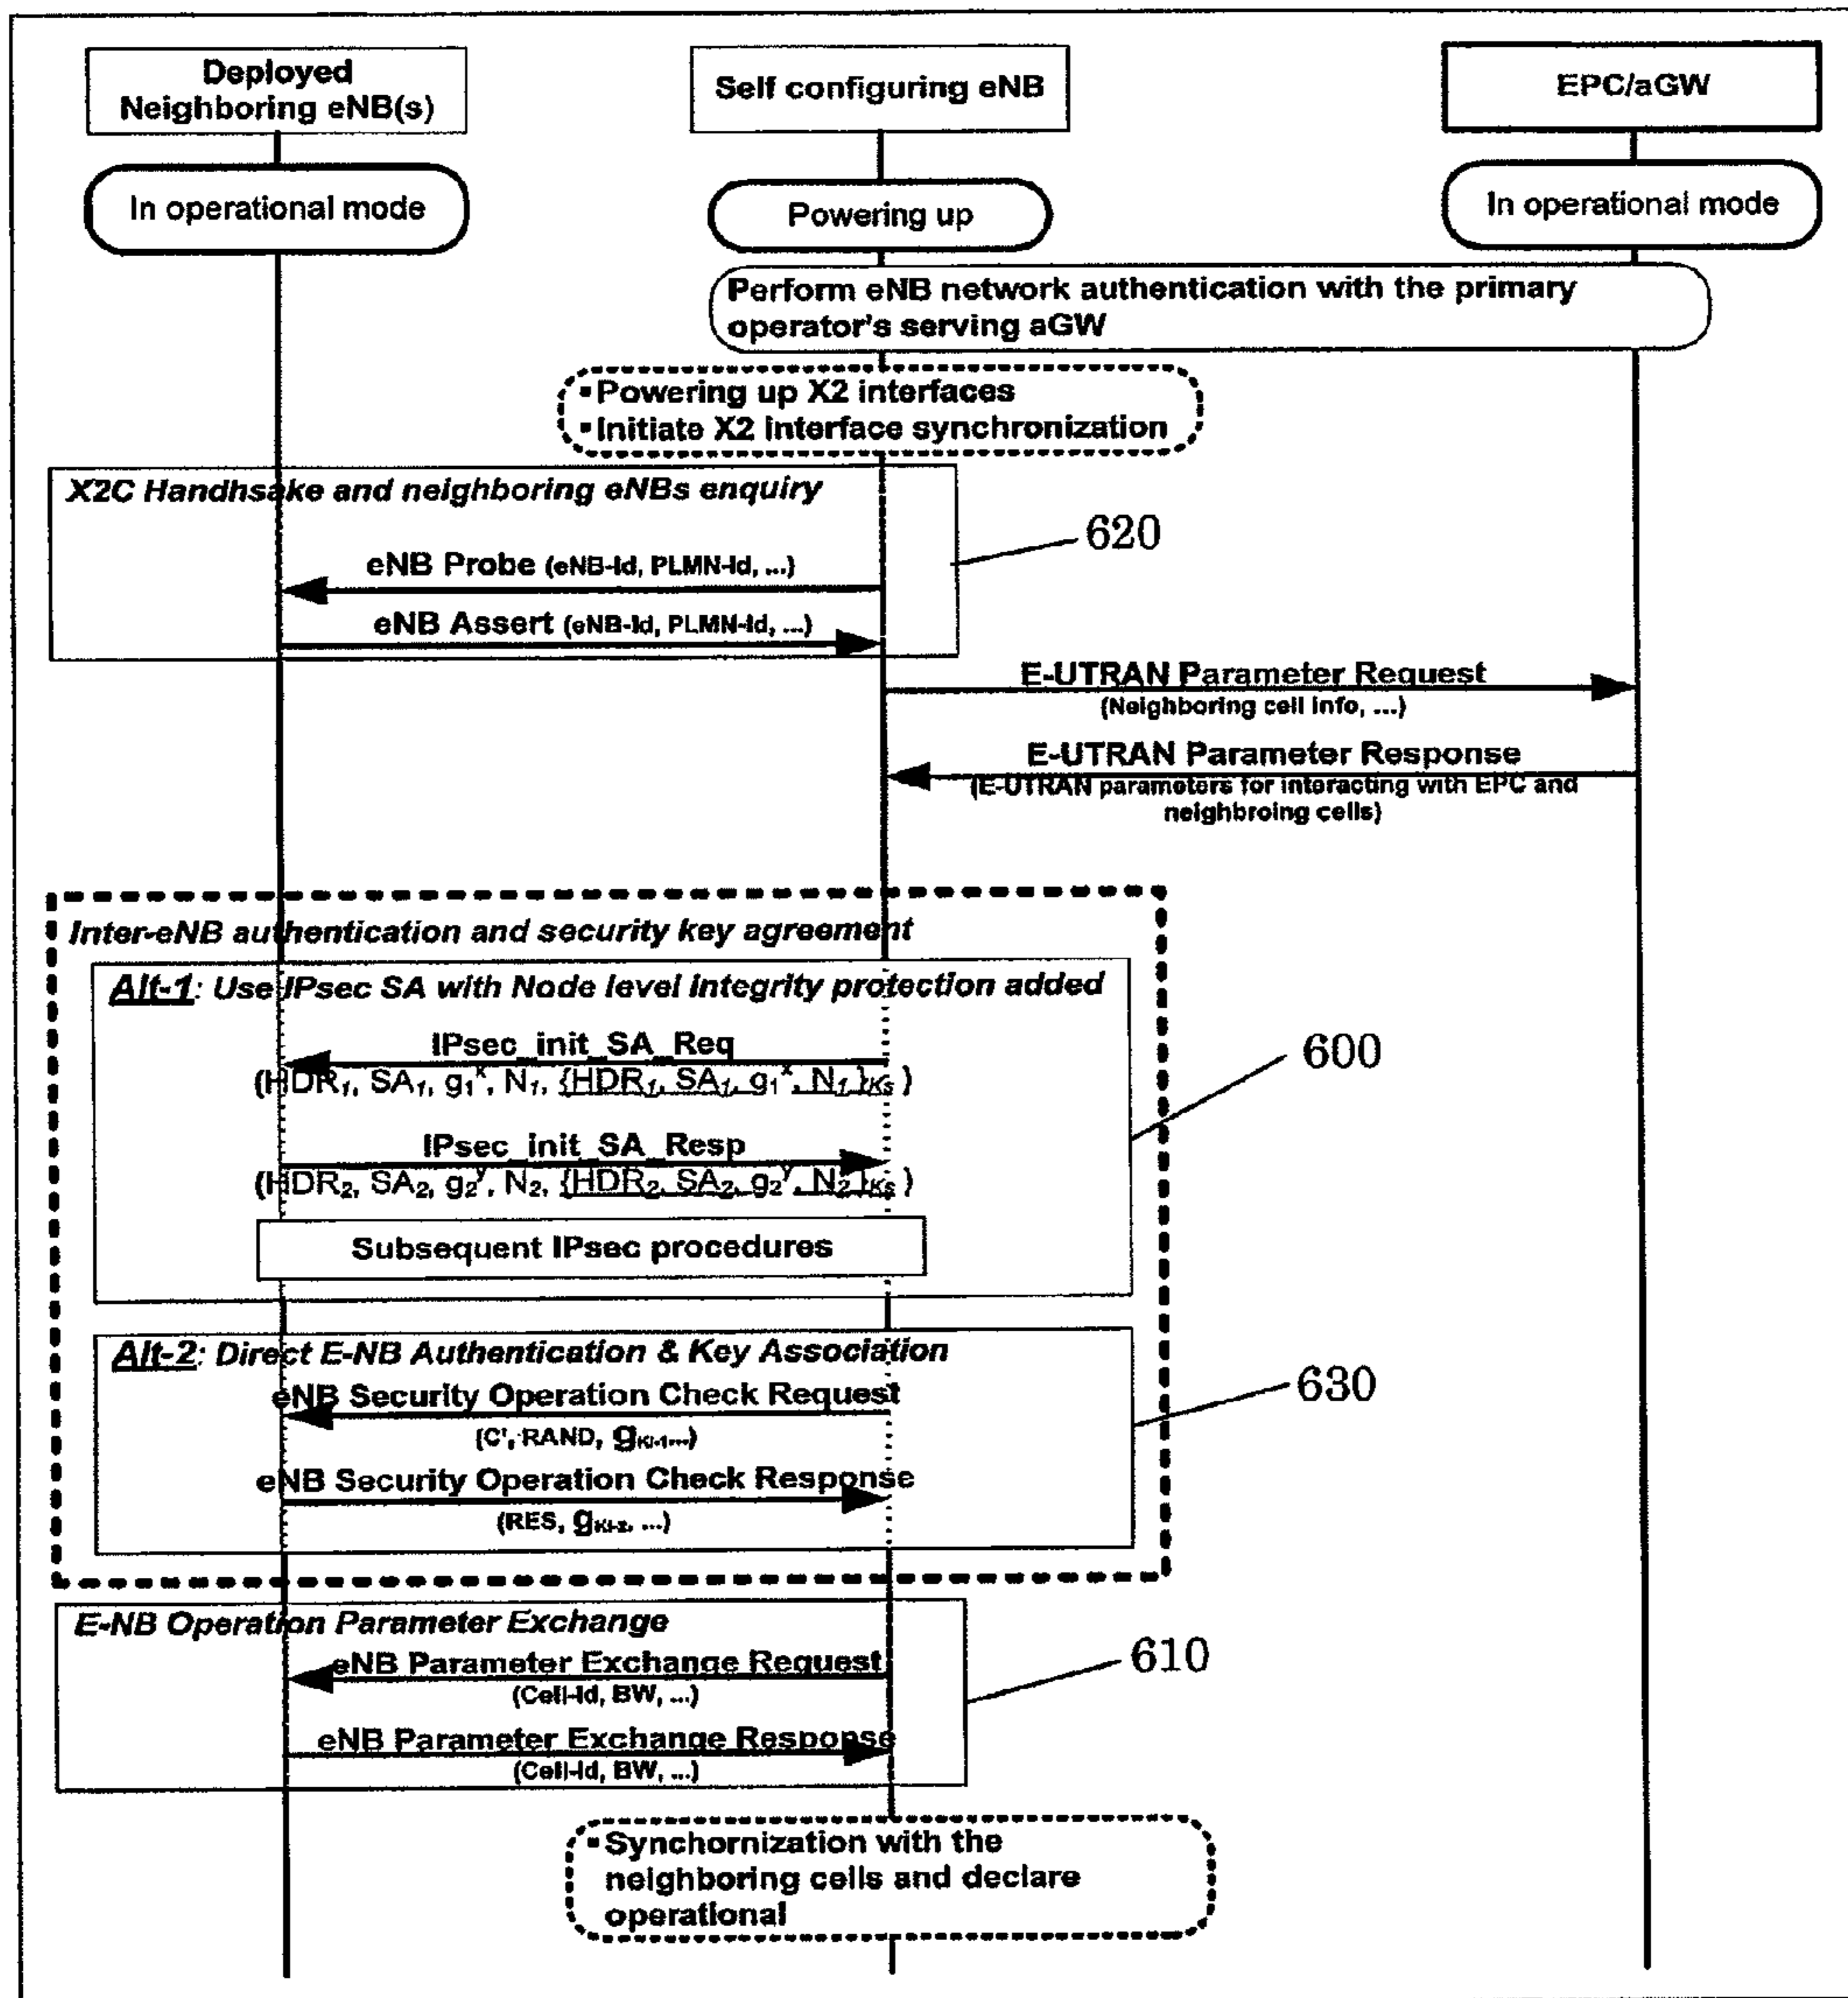 Deployed
Neighboring eNB(s)
Self configuring eNB
EPC/aGW
In operational mode
Powering up
In operational mode
Perform eNB network authentication with the primary
operator's serving aGW
▪ Powering up X2 interfaces
▪ Initiate X2 interface synchronization
X2C Handhsake and neighboring eNBs enquiry
620
eNB Probe (eNB-Id, PLMN-Id, ...)
eNB Assert (eNB-Id, PLMN-Id, ...)
E-UTRAN Parameter Request
(Neighboring cell info, ...)
E-UTRAN Parameter Response
(E-UTRAN parameters for interacting with EPC and
neighbroing cells)
Inter-eNB authentication and security key agreement
Alt-1: Use IPsec SA with Node level integrity protection added
600
IPsec_init_SA_Req
(HDR₁, SA₁, g₁ˣ, N₁, {HDR₁, SA₁, g₁ˣ, N₁}Ks )
IPsec_init_SA_Resp
(HDR₂, SA₂, g₂ʸ, N₂, {HDR₂, SA₂, g₂ʸ, N₂}Ks )
Subsequent IPsec procedures
Alt-2: Direct E-NB Authentication & Key Association
630
eNB Security Operation Check Request
(C', RAND, gKI-1...)
eNB Security Operation Check Response
(RES, ...)
E-NB Operation Parameter Exchange
610
eNB Parameter Exchange Request
(Cell-Id, BW, ...)
eNB Parameter Exchange Response
(Cell-Id, BW, ...)
▪ Synchornization with the
neighboring cells and declare
operational